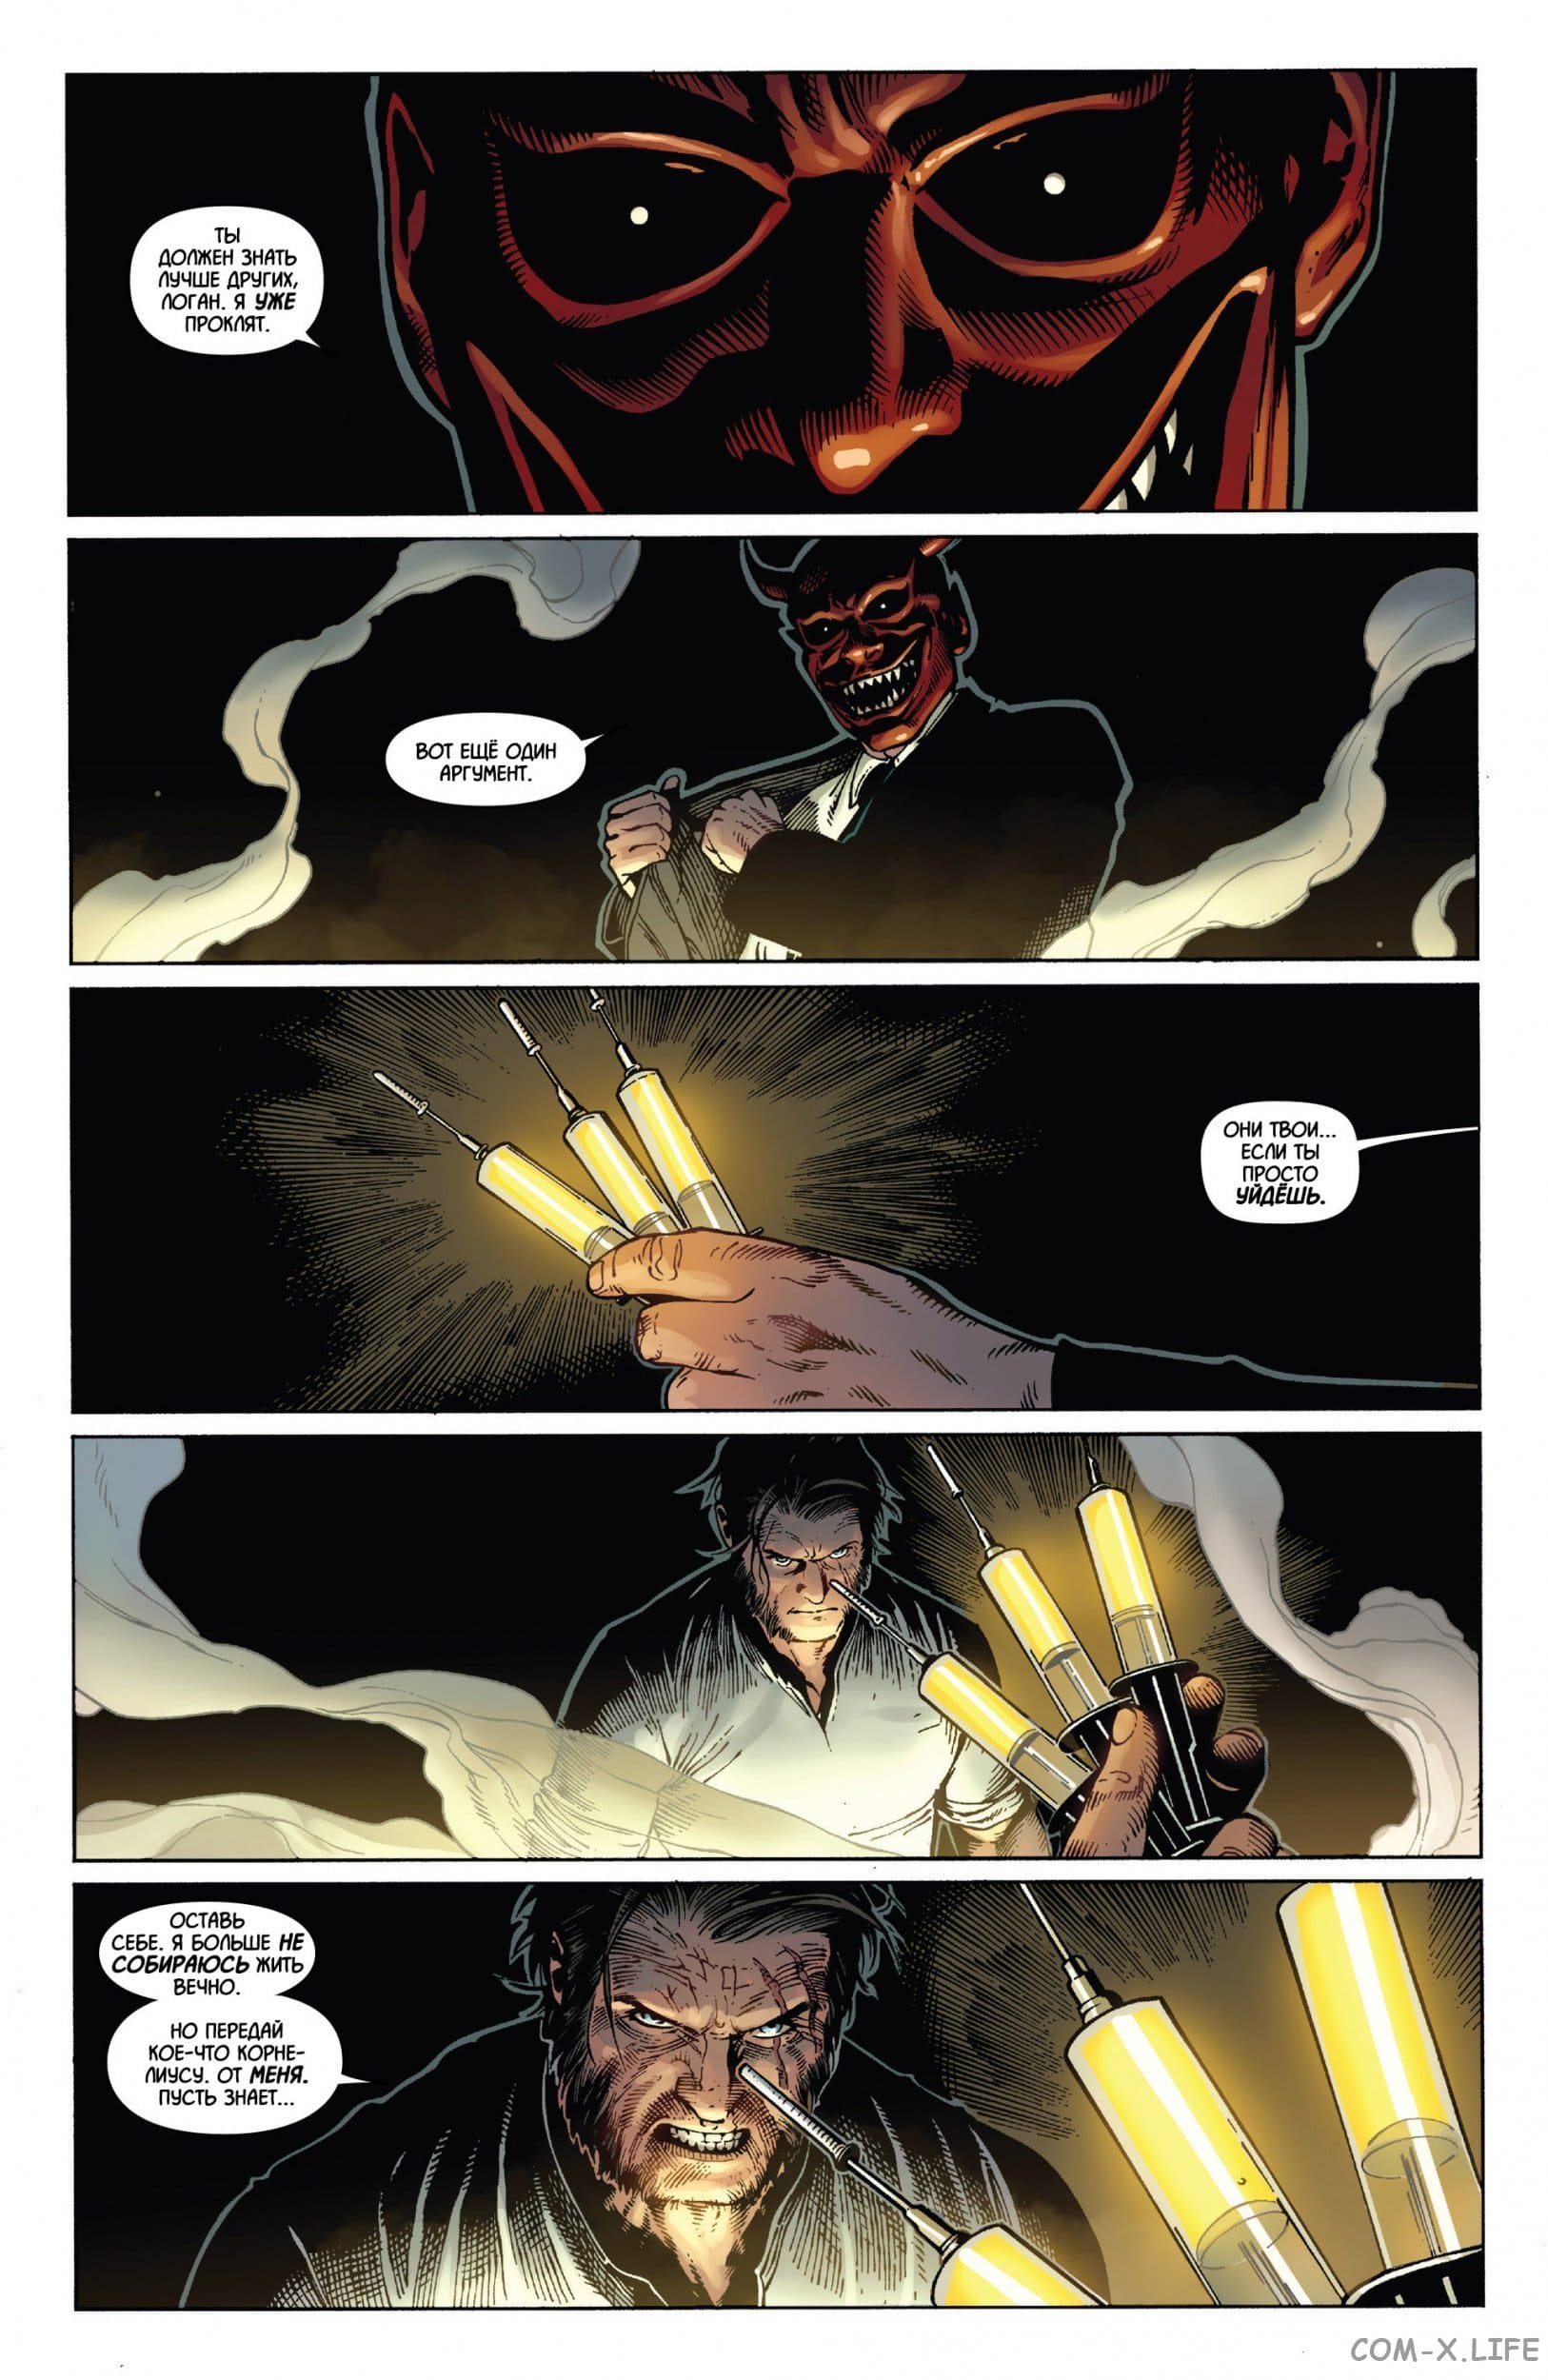 ТЫ
ДОЛЖЕН ЗНАТЬ
ЛУЧШЕ ДРУГИХ,
ЛОГАН. Я УЖЕ
ПРОКЛЯТ.
ВОТ ЕЩЁ ОДИН
АРГУМЕНТ.
ОНИ ТВОИ...
ЕСЛИ ТЫ
ПРОСТО
УЙДЁШЬ.
ОСТАВЬ
СЕБЕ. Я БОЛЬШЕ НЕ
СОБИРАЮСЬ ЖИТЬ
ВЕЧНО.
НО ПЕРЕДАЙ
КОЕ-ЧТО КОРНЕ-
ЛИУСУ. ОТ МЕНЯ.
ПУСТЬ ЗНАЕТ...
COM-X.LIFE